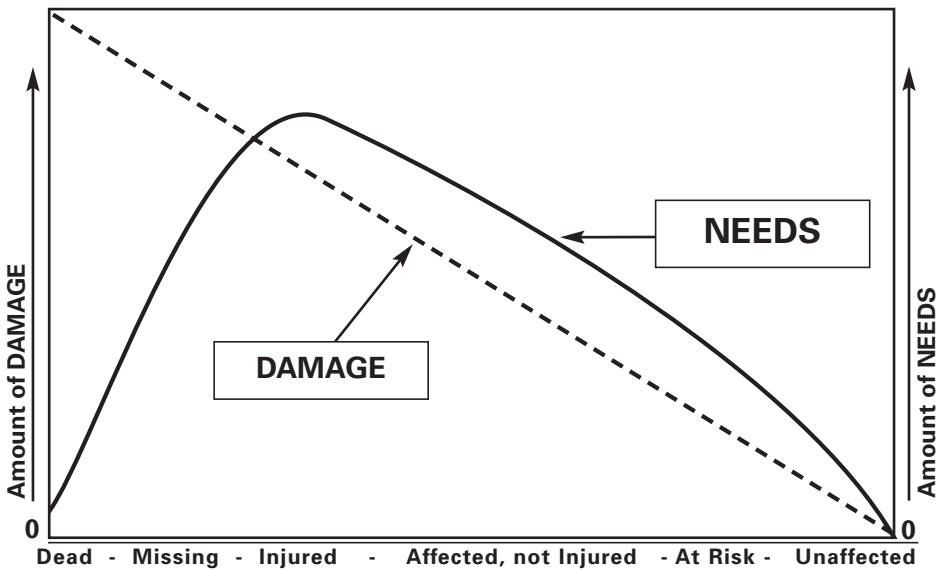 Amount of DAMAGE
NEEDS
DAMAGE
Amount of NEEDS
0
0
Dead - Missing - Injured - Affected, not Injured - At Risk - Unaffected